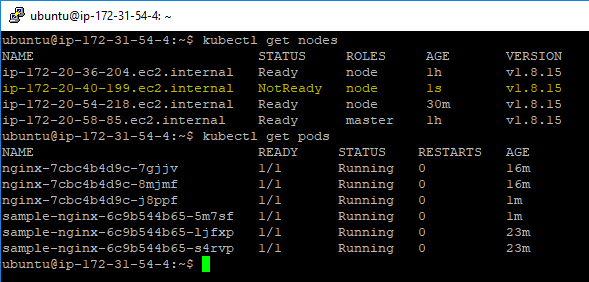 ubuntu@ip-172-31-54-4: ~
ubuntu@ip-172-31-54-4:~$ kubectl get nodes
NAME STATUS ROLES AGE VERSION
ip-172-20-36-204.ec2.internal Ready node 1h v1.8.15
ip-172-20-40-199.ec2.internal NotReady node 1s v1.8.15
ip-172-20-54-218.ec2.internal Ready node 30m v1.8.15
ip-172-20-58-85.ec2.internal Ready master 1h v1.8.15
ubuntu@ip-172-31-54-4:~$ kubectl get pods
NAME READY STATUS RESTARTS AGE
nginx-7cbc4b4d9c-7gjjv 1/1 Running 0 16m
nginx-7cbc4b4d9c-8mjmf 1/1 Running 0 16m
nginx-7cbc4b4d9c-j8ppf 1/1 Running 0 1m
sample-nginx-6c9b544b65-5m7sf 1/1 Running 0 1m
sample-nginx-6c9b544b65-ljfxp 1/1 Running 0 23m
sample-nginx-6c9b544b65-s4rvp 1/1 Running 0 23m
ubuntu@ip-172-31-54-4:~$